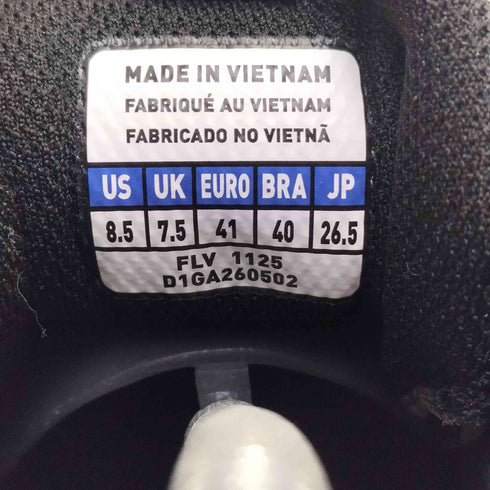 MADE IN VIETNAM
FABRIQUÉ AU VIETNAM
FABRICADO NO VIETNÃ
US UK EURO BRA JP
8.5 7.5 41 40 26.5
FLV 1125
D1GA260502